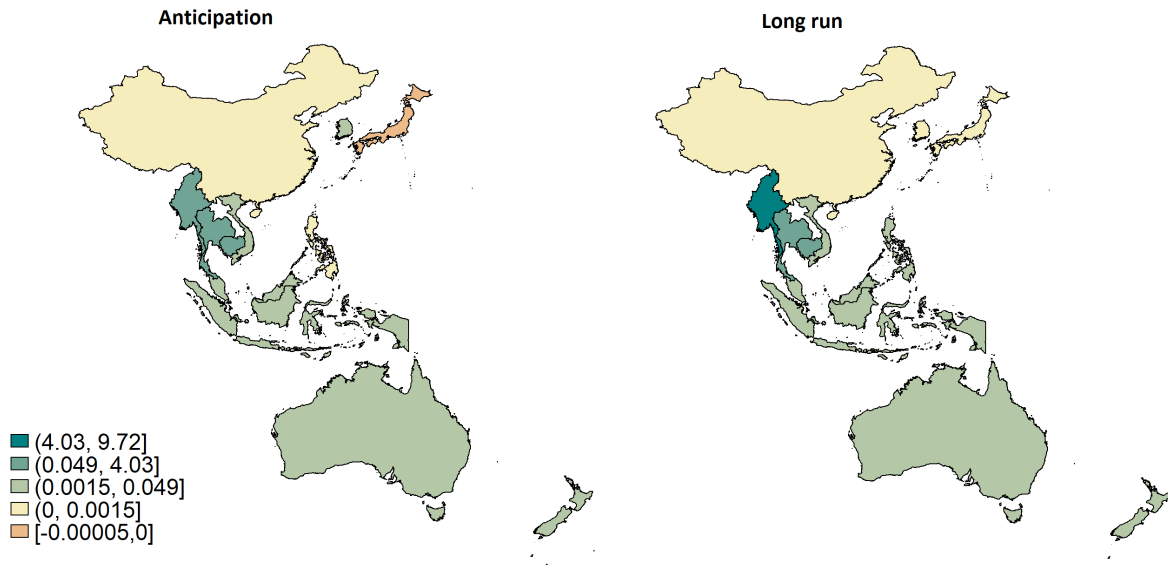 Anticipation
Long run
(4.03, 9.72]
(0.049, 4.03]
(0.0015, 0.049]
(0, 0.0015]
[-0.00005,0]